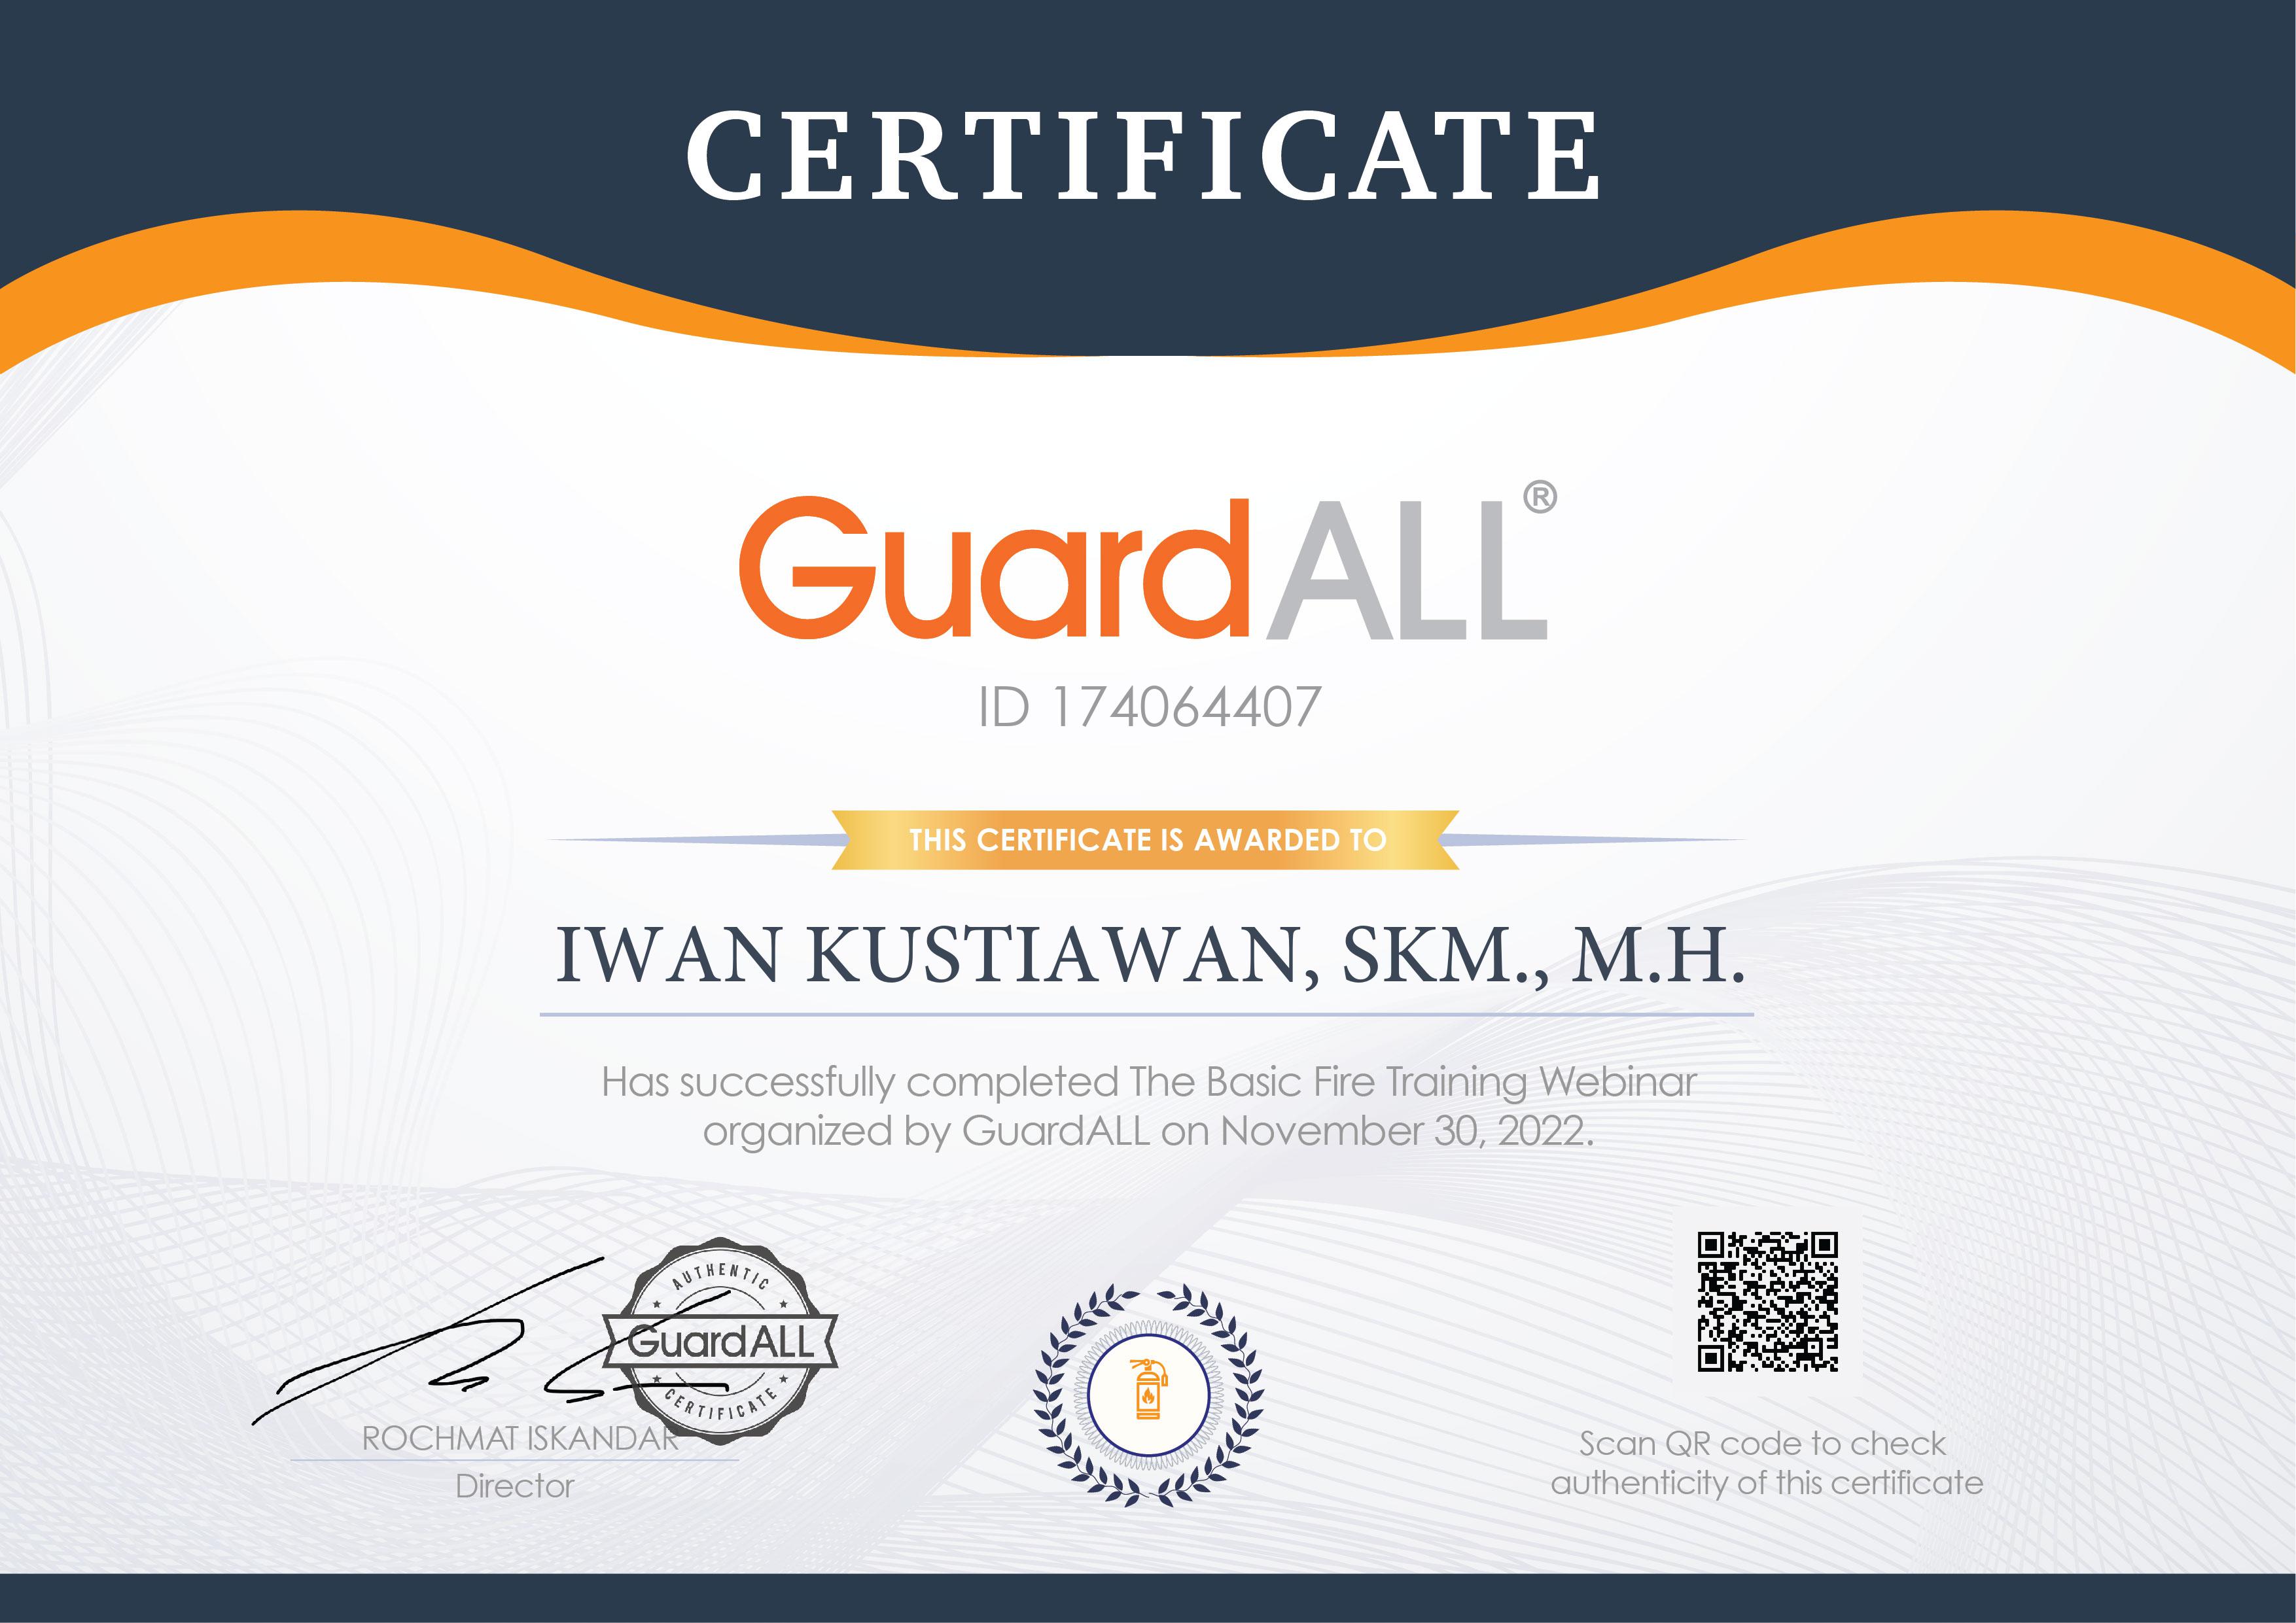 CERTIFICATE
GuardALL®
ID 174064407
THIS CERTIFICATE IS AWARDED TO
IWAN KUSTIAWAN, SKM., M.H.
Has successfully completed The Basic Fire Training Webinar
organized by GuardALL on November 30, 2022.
AUTHENTIC
GuardALL
CERTIFICATE
ROCHMAT ISKANDAR
Director
Scan QR code to check
authenticity of this certificate